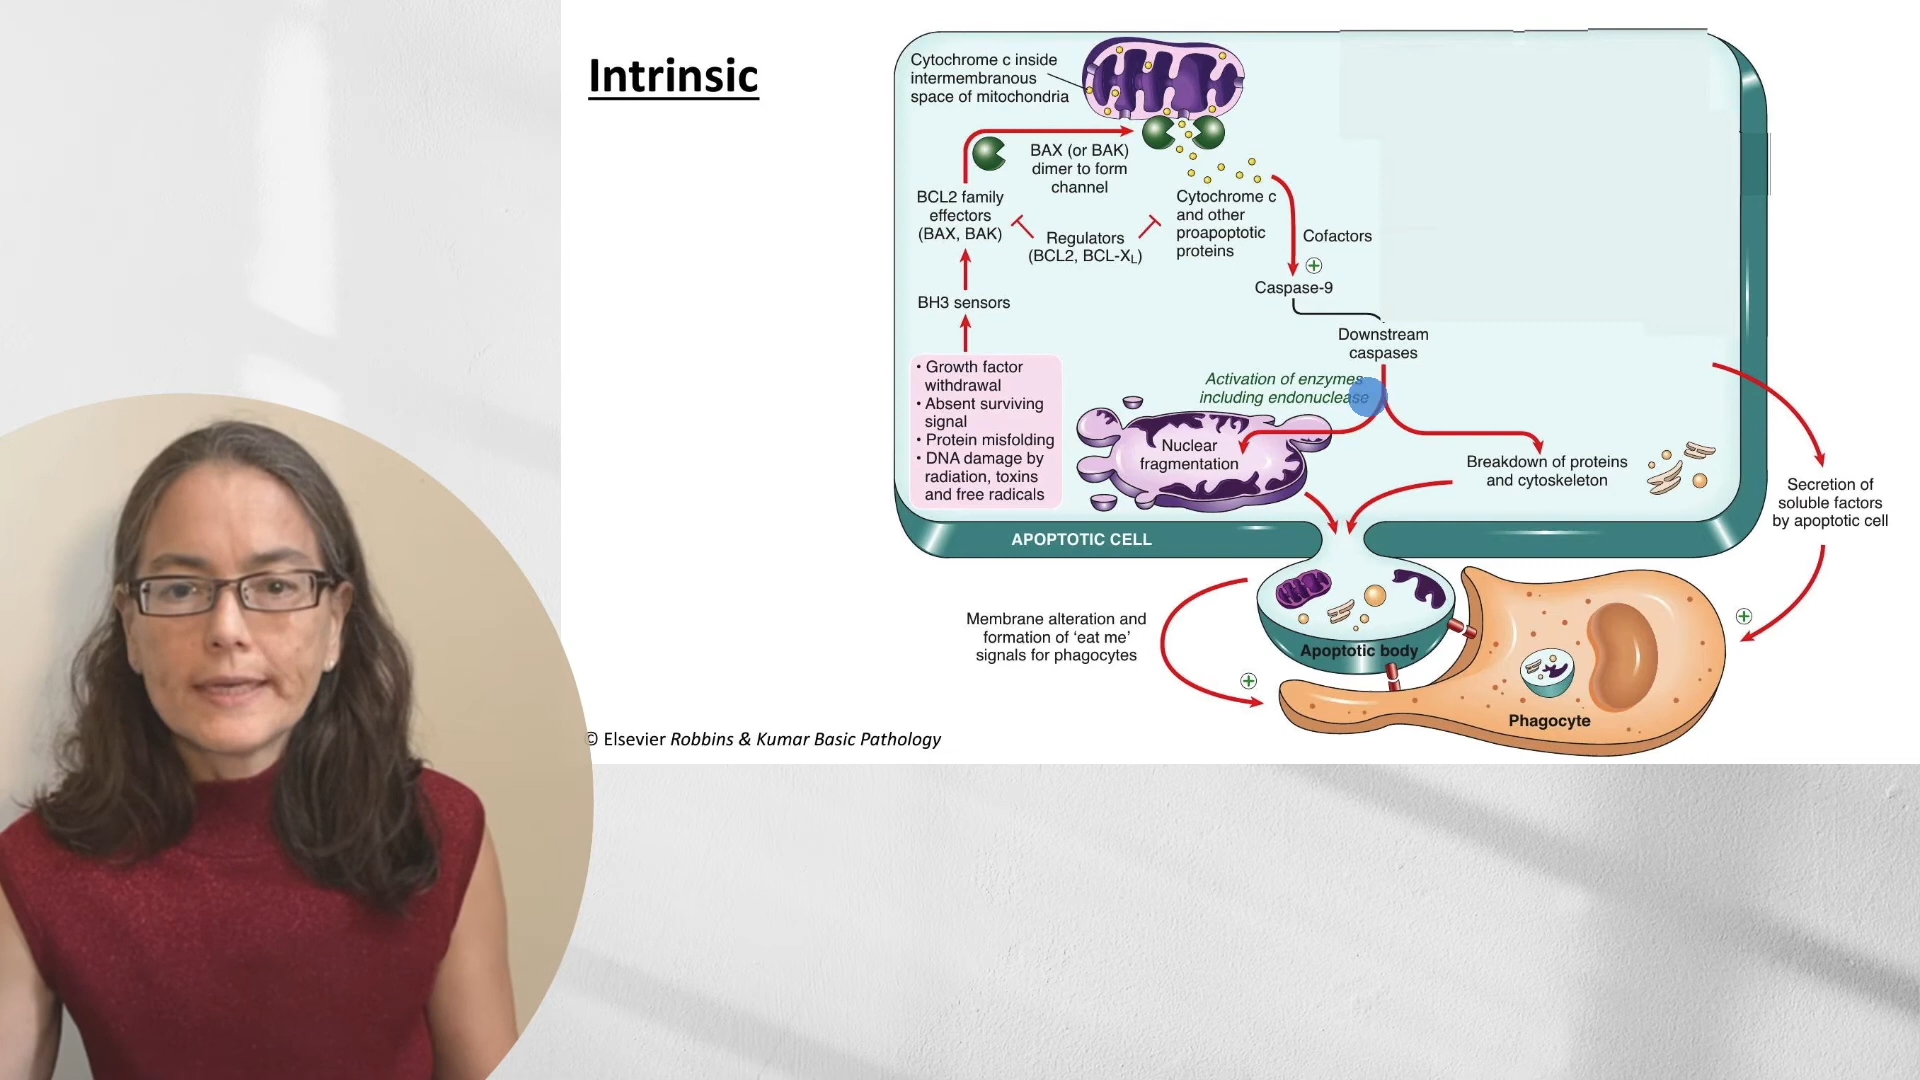 Intrinsic
Cytochrome c inside
intermembranous
space of mitochondria
BAX (or BAK)
dimer to form
channel
BCL2 family
effectors
(BAX, BAK)
Regulators
(BCL2, BCL-XL)
Cytochrome c
and other
proapoptotic
proteins
Cofactors
+
Caspase-9
BH3 sensors
Downstream
caspases
• Growth factor
withdrawal
• Absent surviving
signal
• Protein misfolding
• DNA damage by
radiation, toxins
and free radicals
Activation of enzymes
including endonuclease
Nuclear
fragmentation
Breakdown of proteins
and cytoskeleton
Secretion of
soluble factors
by apoptotic cell
APOPTOTIC CELL
Membrane alteration and
formation of ‘eat me’
signals for phagocytes
+
Apoptotic body
+
Phagocyte
© Elsevier Robbins & Kumar Basic Pathology